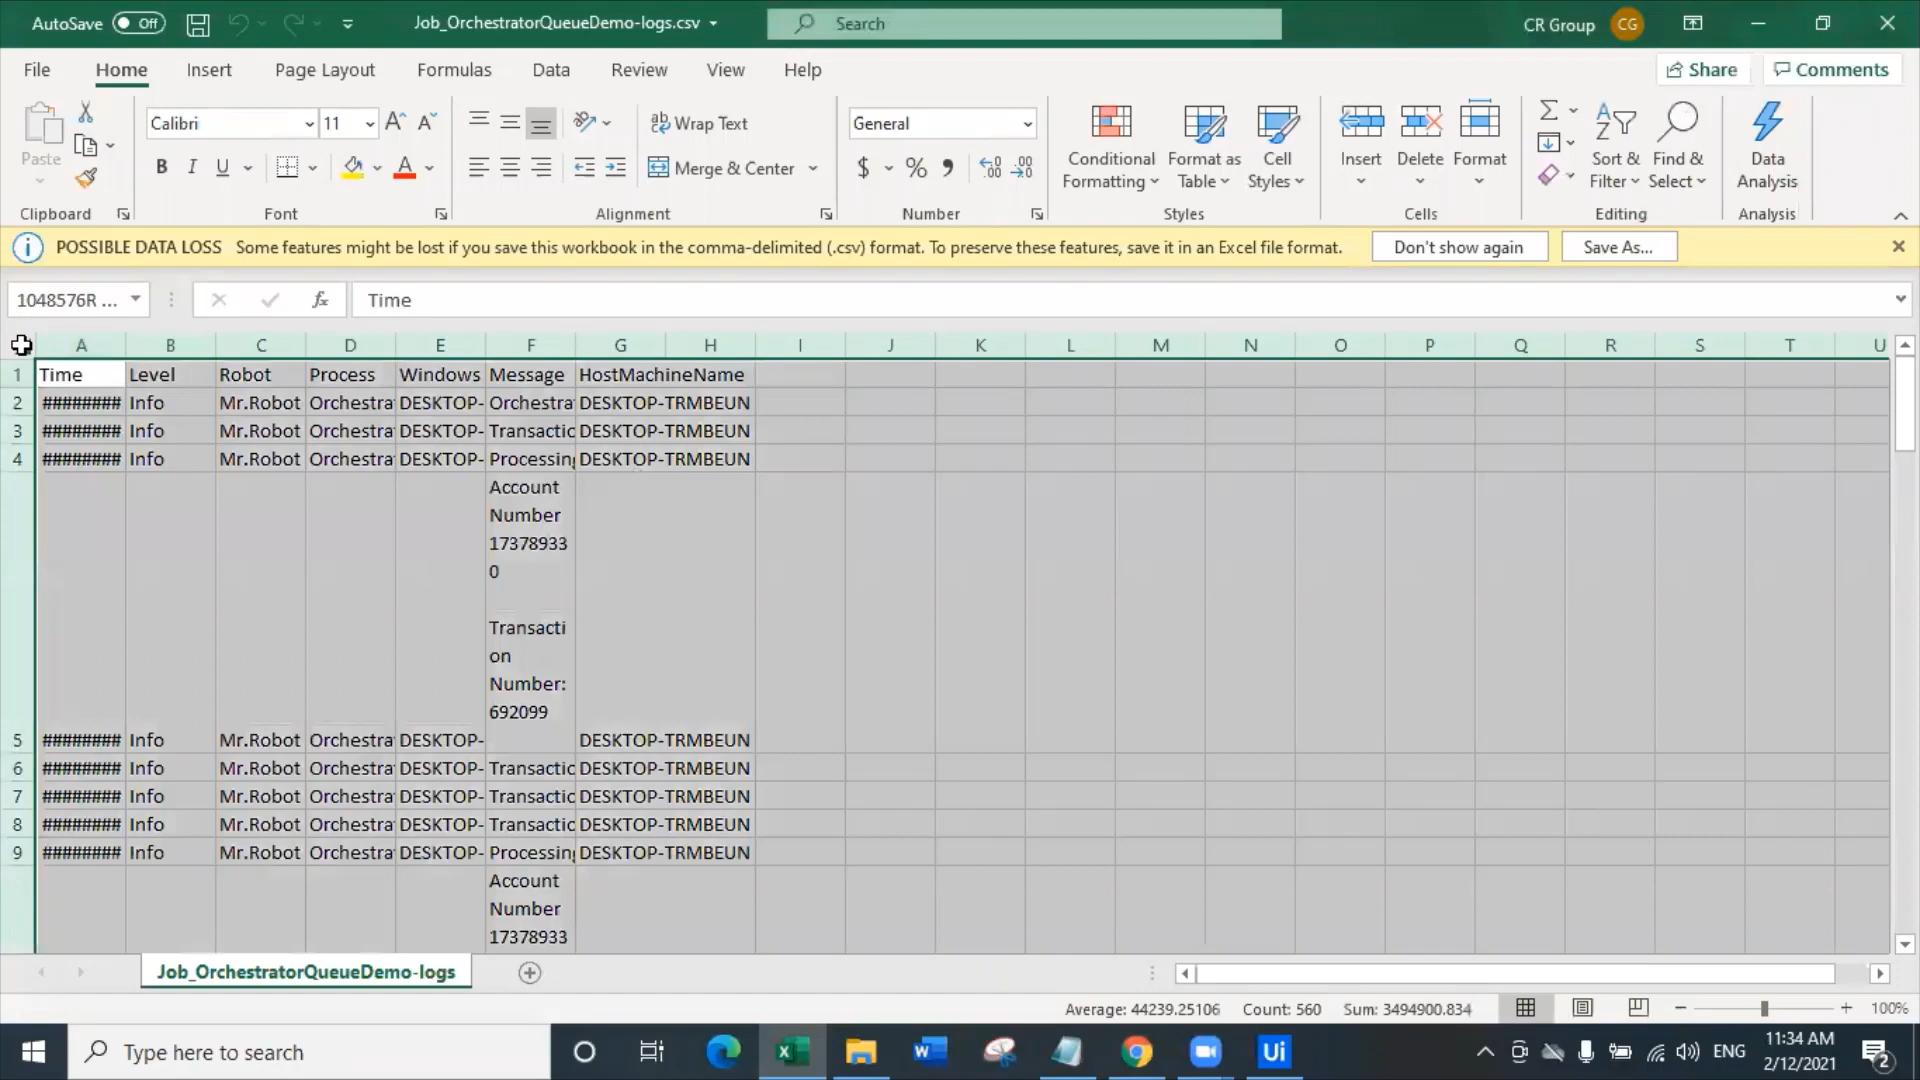 AutoSave Off Job_OrchestratorQueueDemo-logs.csv Search CR Group CG
File Home Insert Page Layout Formulas Data Review View Help Share Comments
Paste Calibri 11 A A Wrap Text General Conditional Formatting Format as Table Cell Styles Insert Delete Format Sort & Filter Find & Select Data Analysis
B I U A Merge & Center $ % 9
Clipboard Font Alignment Number Styles Cells Editing Analysis
POSSIBLE DATA LOSS Some features might be lost if you save this workbook in the comma-delimited (.csv) format. To preserve these features, save it in an Excel file format. Don't show again Save As...
1048576R ... fx Time
A B C D E F G H I J K L M N O P Q R S T U
1 Time Level Robot Process Windows Message HostMachineName
2 ######## Info Mr.Robot Orchestra DESKTOP- Orchestra DESKTOP-TRMBEUN
3 ######## Info Mr.Robot Orchestra DESKTOP- Transactio DESKTOP-TRMBEUN
4 ######## Info Mr.Robot Orchestra DESKTOP- Processing DESKTOP-TRMBEUN
Account
Number
17378933
0
Transacti
on
Number:
692099
5 ######## Info Mr.Robot Orchestra DESKTOP- DESKTOP-TRMBEUN
6 ######## Info Mr.Robot Orchestra DESKTOP- Transactio DESKTOP-TRMBEUN
7 ######## Info Mr.Robot Orchestra DESKTOP- Transactio DESKTOP-TRMBEUN
8 ######## Info Mr.Robot Orchestra DESKTOP- Transactio DESKTOP-TRMBEUN
9 ######## Info Mr.Robot Orchestra DESKTOP- Processing DESKTOP-TRMBEUN
Account
Number
17378933
Job_OrchestratorQueueDemo-logs
Average: 44239.25106 Count: 560 Sum: 3494900.834 100%
Type here to search Ui ENG 11:34 AM
2/12/2021 2